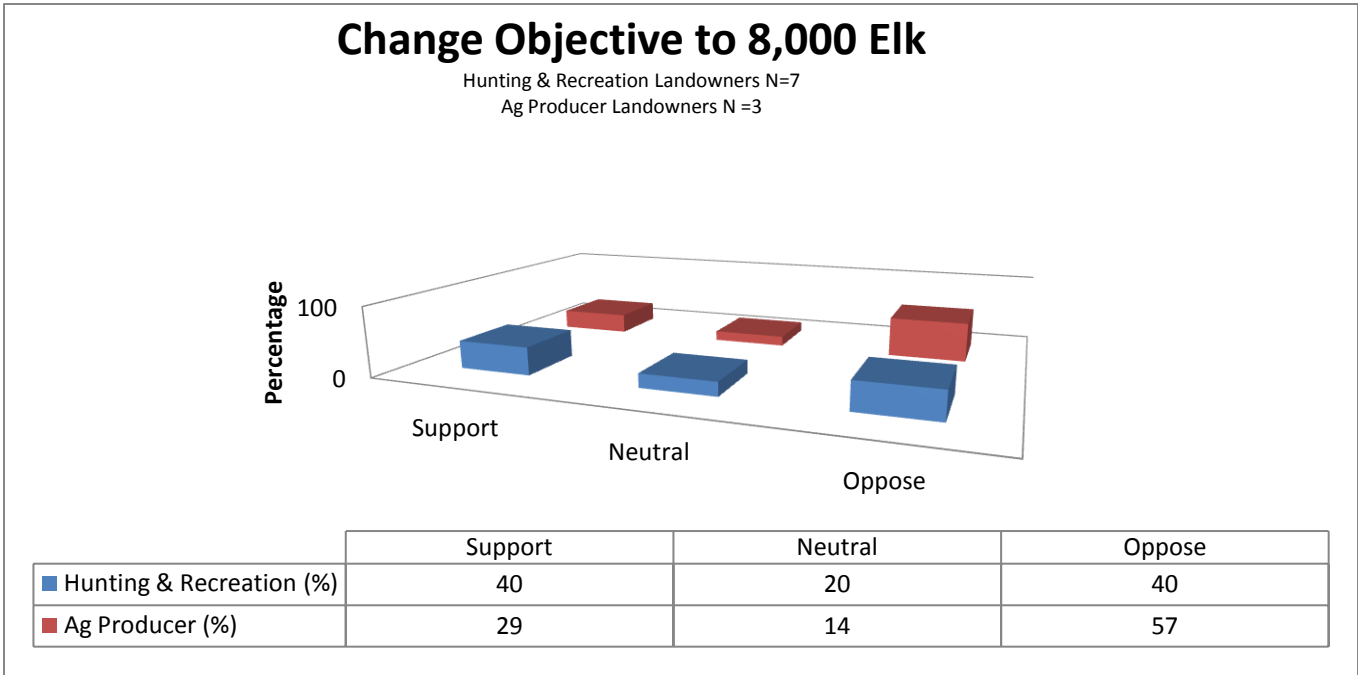 Change Objective to 8,000 Elk
Hunting & Recreation Landowners N=7
Ag Producer Landowners N =3
Percentage
100
0
Support
Neutral
Oppose
Support Neutral Oppose
Hunting & Recreation (%) 40 20 40
Ag Producer (%) 29 14 57